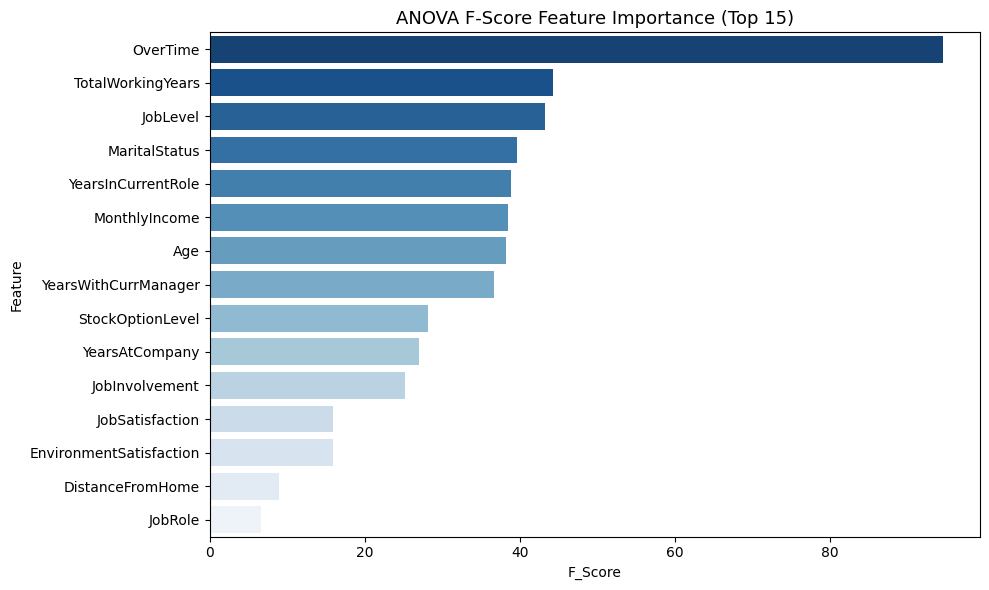 ANOVA F-Score Feature Importance (Top 15)
Feature
OverTime
TotalWorkingYears
JobLevel
MaritalStatus
YearsInCurrentRole
MonthlyIncome
Age
YearsWithCurrManager
StockOptionLevel
YearsAtCompany
JobInvolvement
JobSatisfaction
EnvironmentSatisfaction
DistanceFromHome
JobRole
0 20 40 60 80
F_Score